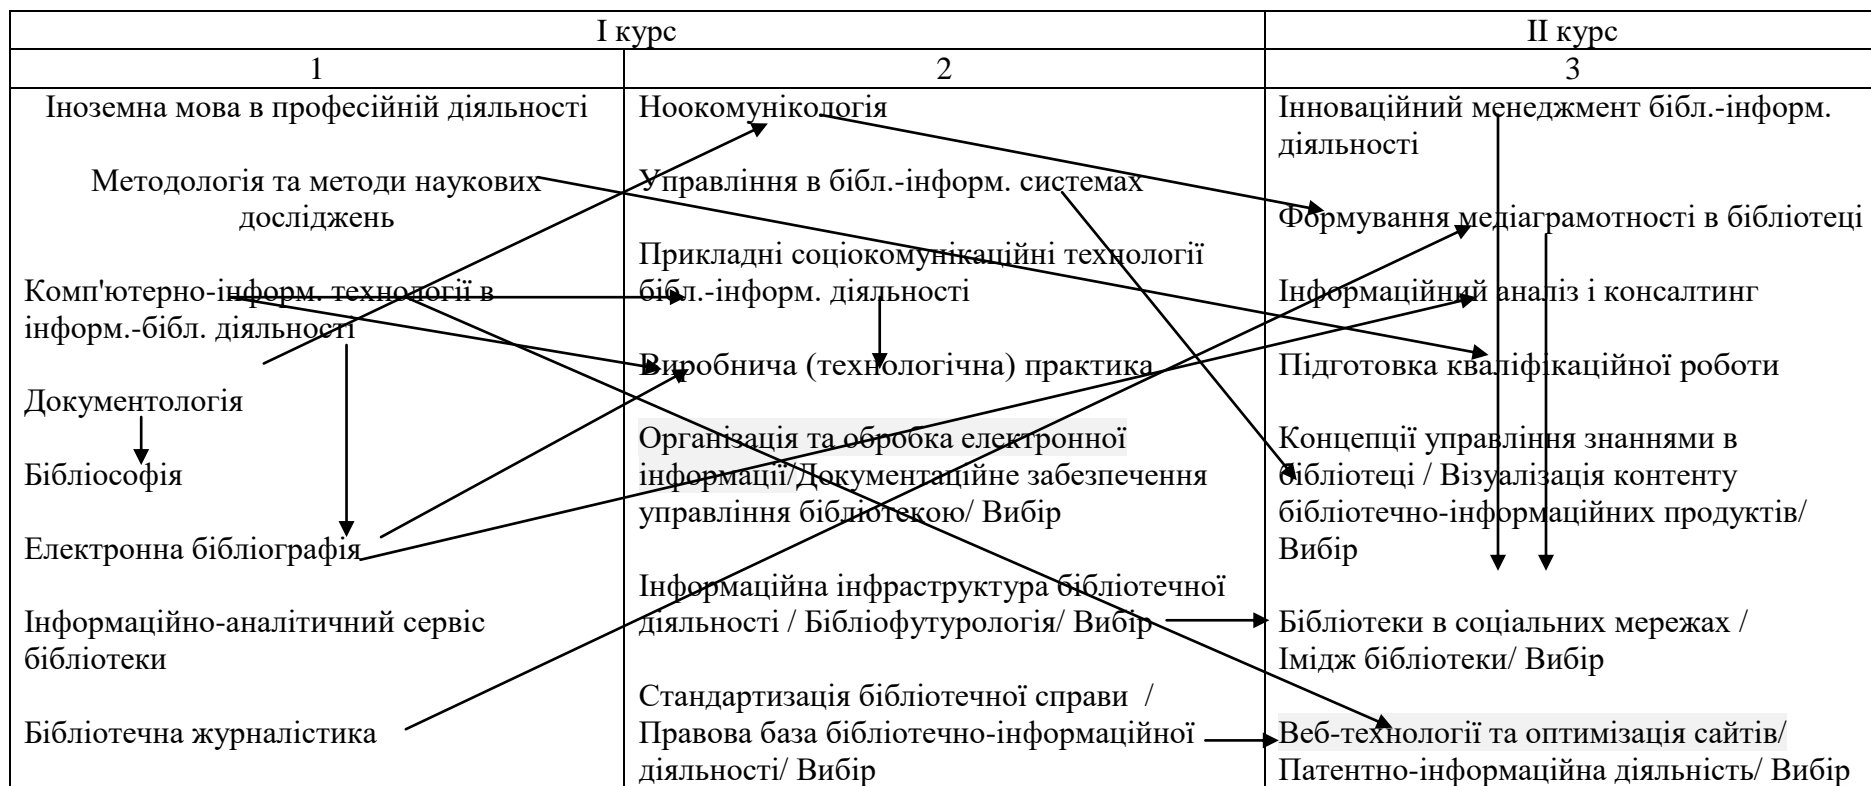 І курс
ІІ курс
1
2
3
Іноземна мова в професійній діяльності
Методологія та методи наукових
досліджень
Комп'ютерно-інформ. технології в
інформ.-бібл. діяльності
Документологія
Бібліософія
Електронна бібліографія
Інформаційно-аналітичний сервіс
бібліотеки
Бібліотечна журналістика
Ноокомунікологія
Управління в бібл.-інформ. системах
Прикладні соціокомунікаційні технології
бібл.-інформ. діяльності
Виробнича (технологічна) практика
Організація та обробка електронної
інформації/Документаційне забезпечення
управління бібліотекою/ Вибір
Інформаційна інфраструктура бібліотечної
діяльності / Бібліофутурологія/ Вибір
Стандартизація бібліотечної справи /
Правова база бібліотечно-інформаційної
діяльності/ Вибір
Інноваційний менеджмент бібл.-інформ.
діяльності
Формування медіаграмотності в бібліотеці
Інформаційний аналіз і консалтинг
Підготовка кваліфікаційної роботи
Концепції управління знаннями в
бібліотеці / Візуалізація контенту
бібліотечно-інформаційних продуктів/
Вибір
Бібліотеки в соціальних мережах /
Імідж бібліотеки/ Вибір
Веб-технології та оптимізація сайтів/
Патентно-інформаційна діяльність/ Вибір